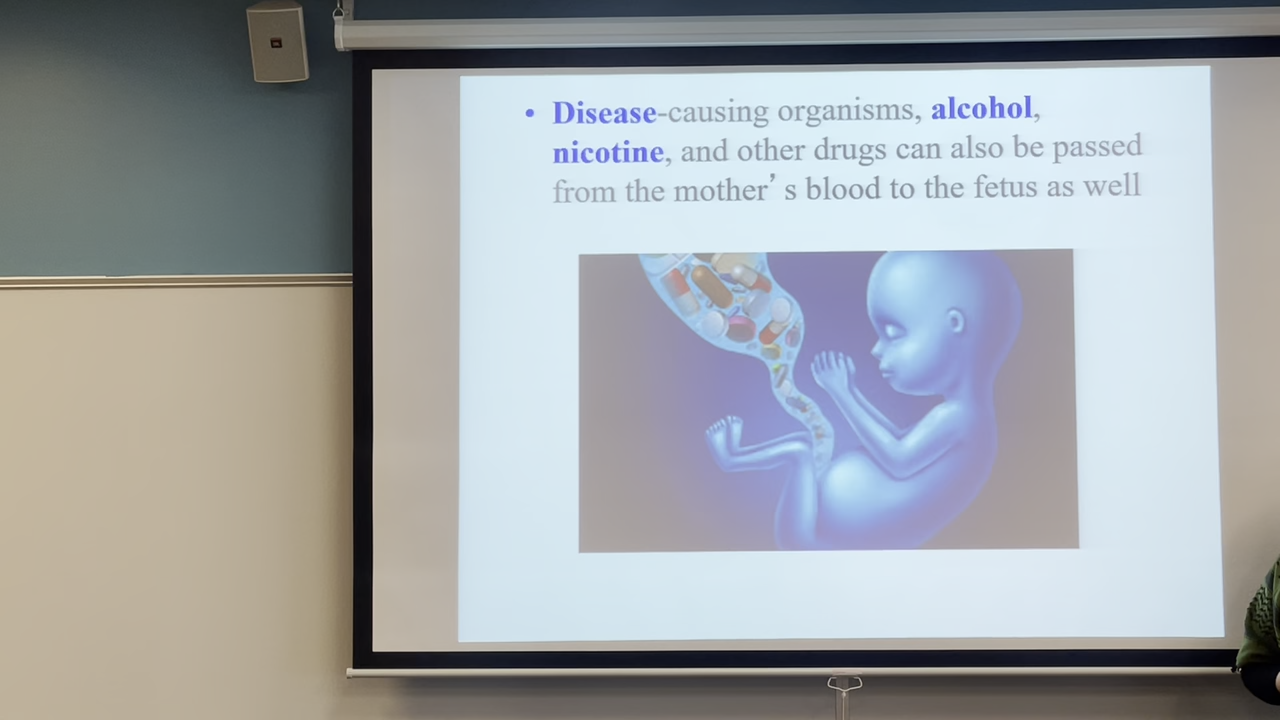 • Disease-causing organisms, alcohol,
nicotine, and other drugs can also be passed
from the mother’s blood to the fetus as well